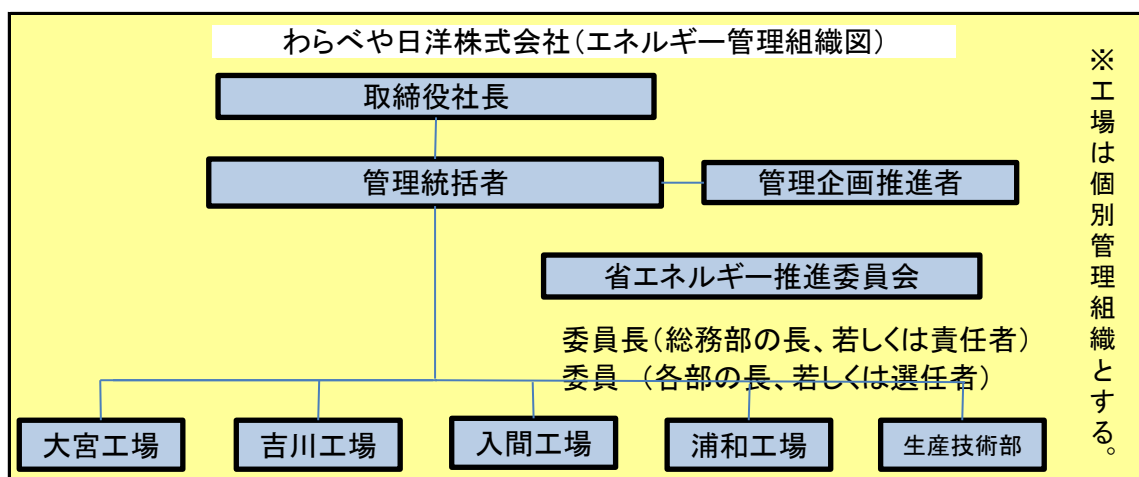 わらべや日洋株式会社(エネルギー管理組織図)
取締役社長
管理統括者
管理企画推進者
省エネルギー推進委員会
委員長(総務部の長、若しくは責任者)
委員 (各部の長、若しくは選任者)
大宮工場
吉川工場
入間工場
浦和工場
生産技術部
※工場は個別管理組織とする。